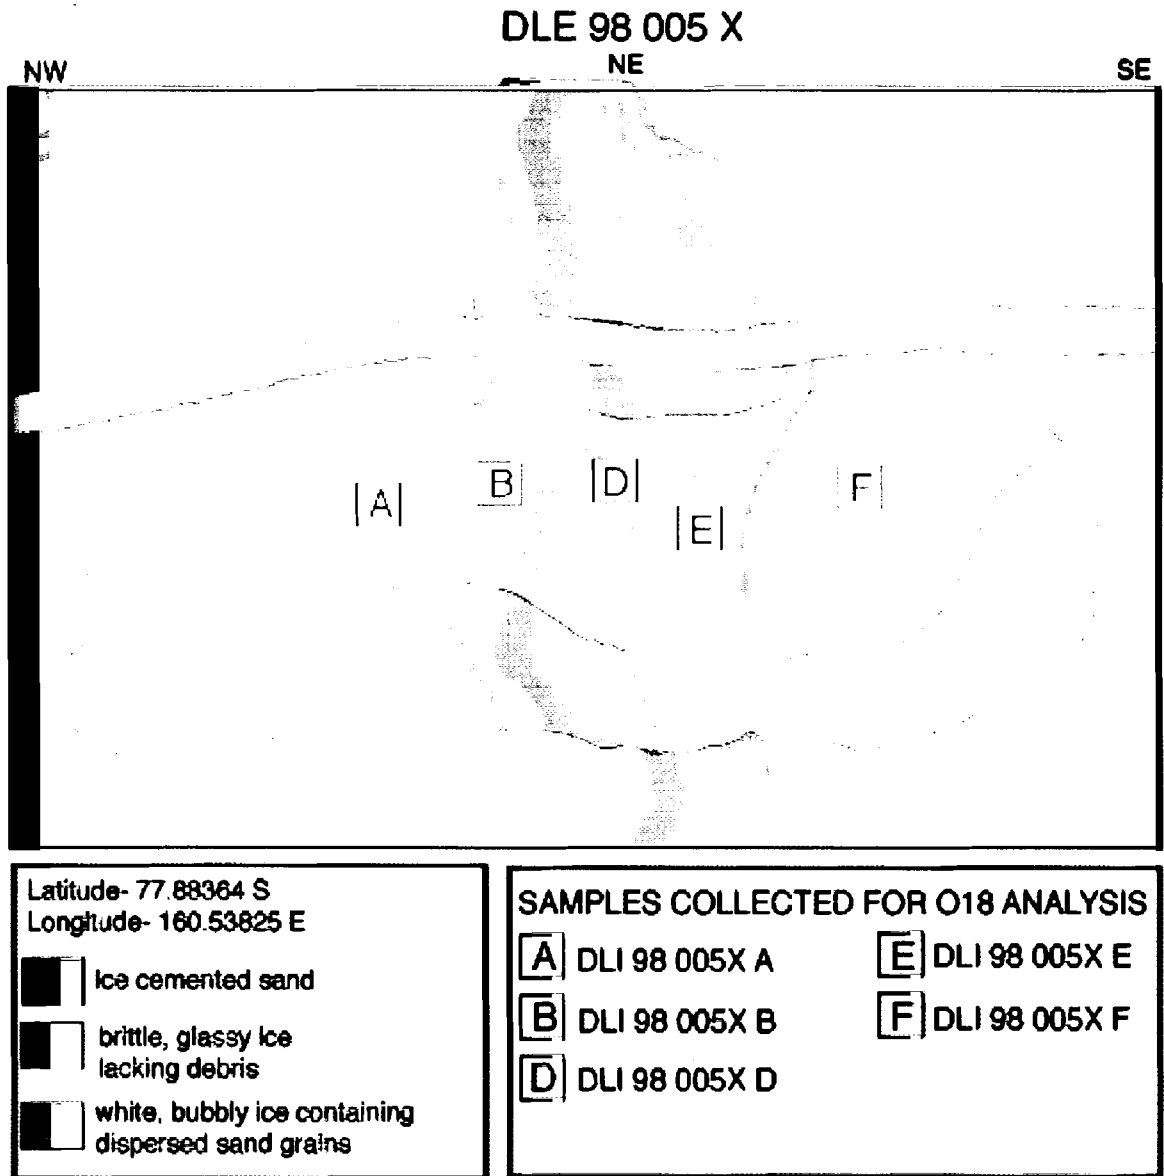 DLE 98 005 X
NW NE SE
A B D E F
Latitude- 77.88364 S
Longitude- 160.53825 E
ice cemented sand
brittle, glassy ice
lacking debris
white, bubbly ice containing
dispersed sand grains
SAMPLES COLLECTED FOR O18 ANALYSIS
A DLI 98 005X A
B DLI 98 005X B
D DLI 98 005X D
E DLI 98 005X E
F DLI 98 005X F